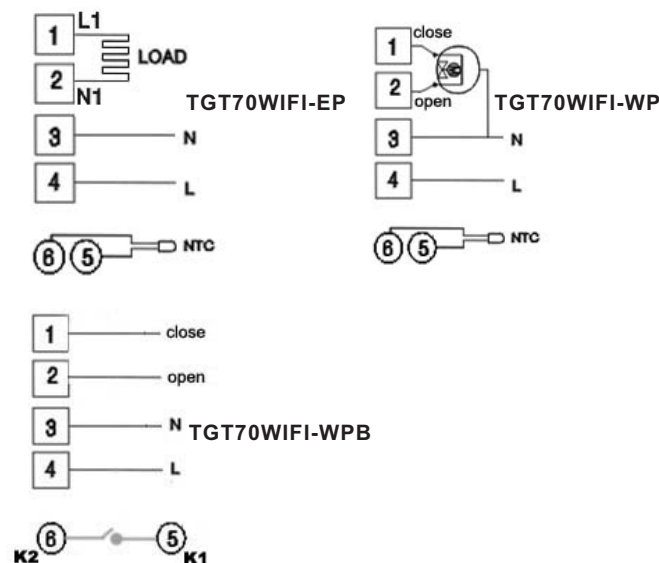 1 L1
LOAD
2 N1
TGT70WIFI-EP
3 N
4 L
6 5 NTC
close
1
2
open
TGT70WIFI-WP
3 N
4 L
6 5 NTC
1 close
2 open
3 N TGT70WIFI-WPB
4 L
K2 6 5 K1